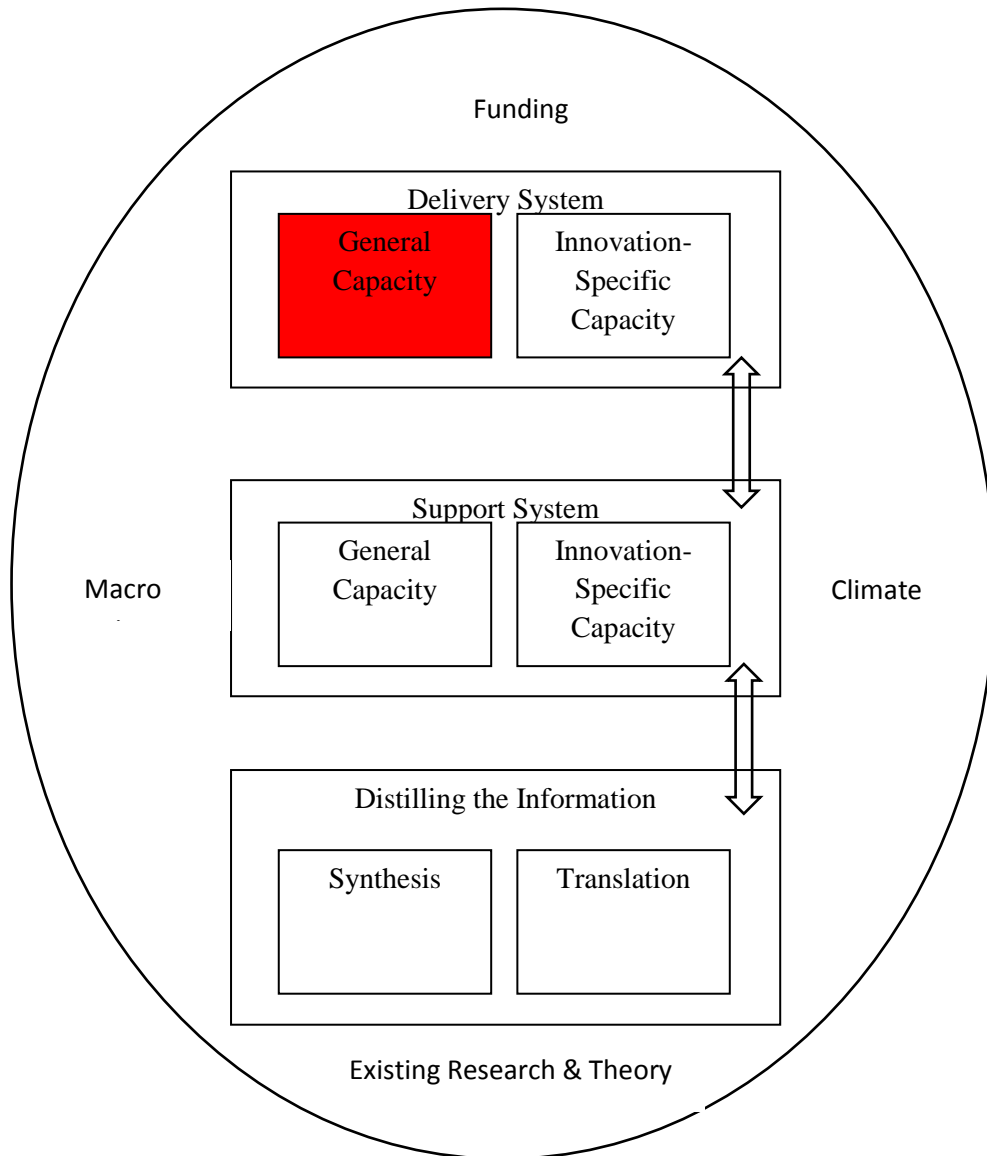 Funding
Delivery System
General
Capacity
Innovation-
Specific
Capacity
Support System
General
Capacity
Innovation-
Specific
Capacity
Macro
Climate
Distilling the Information
Synthesis
Translation
Existing Research & Theory